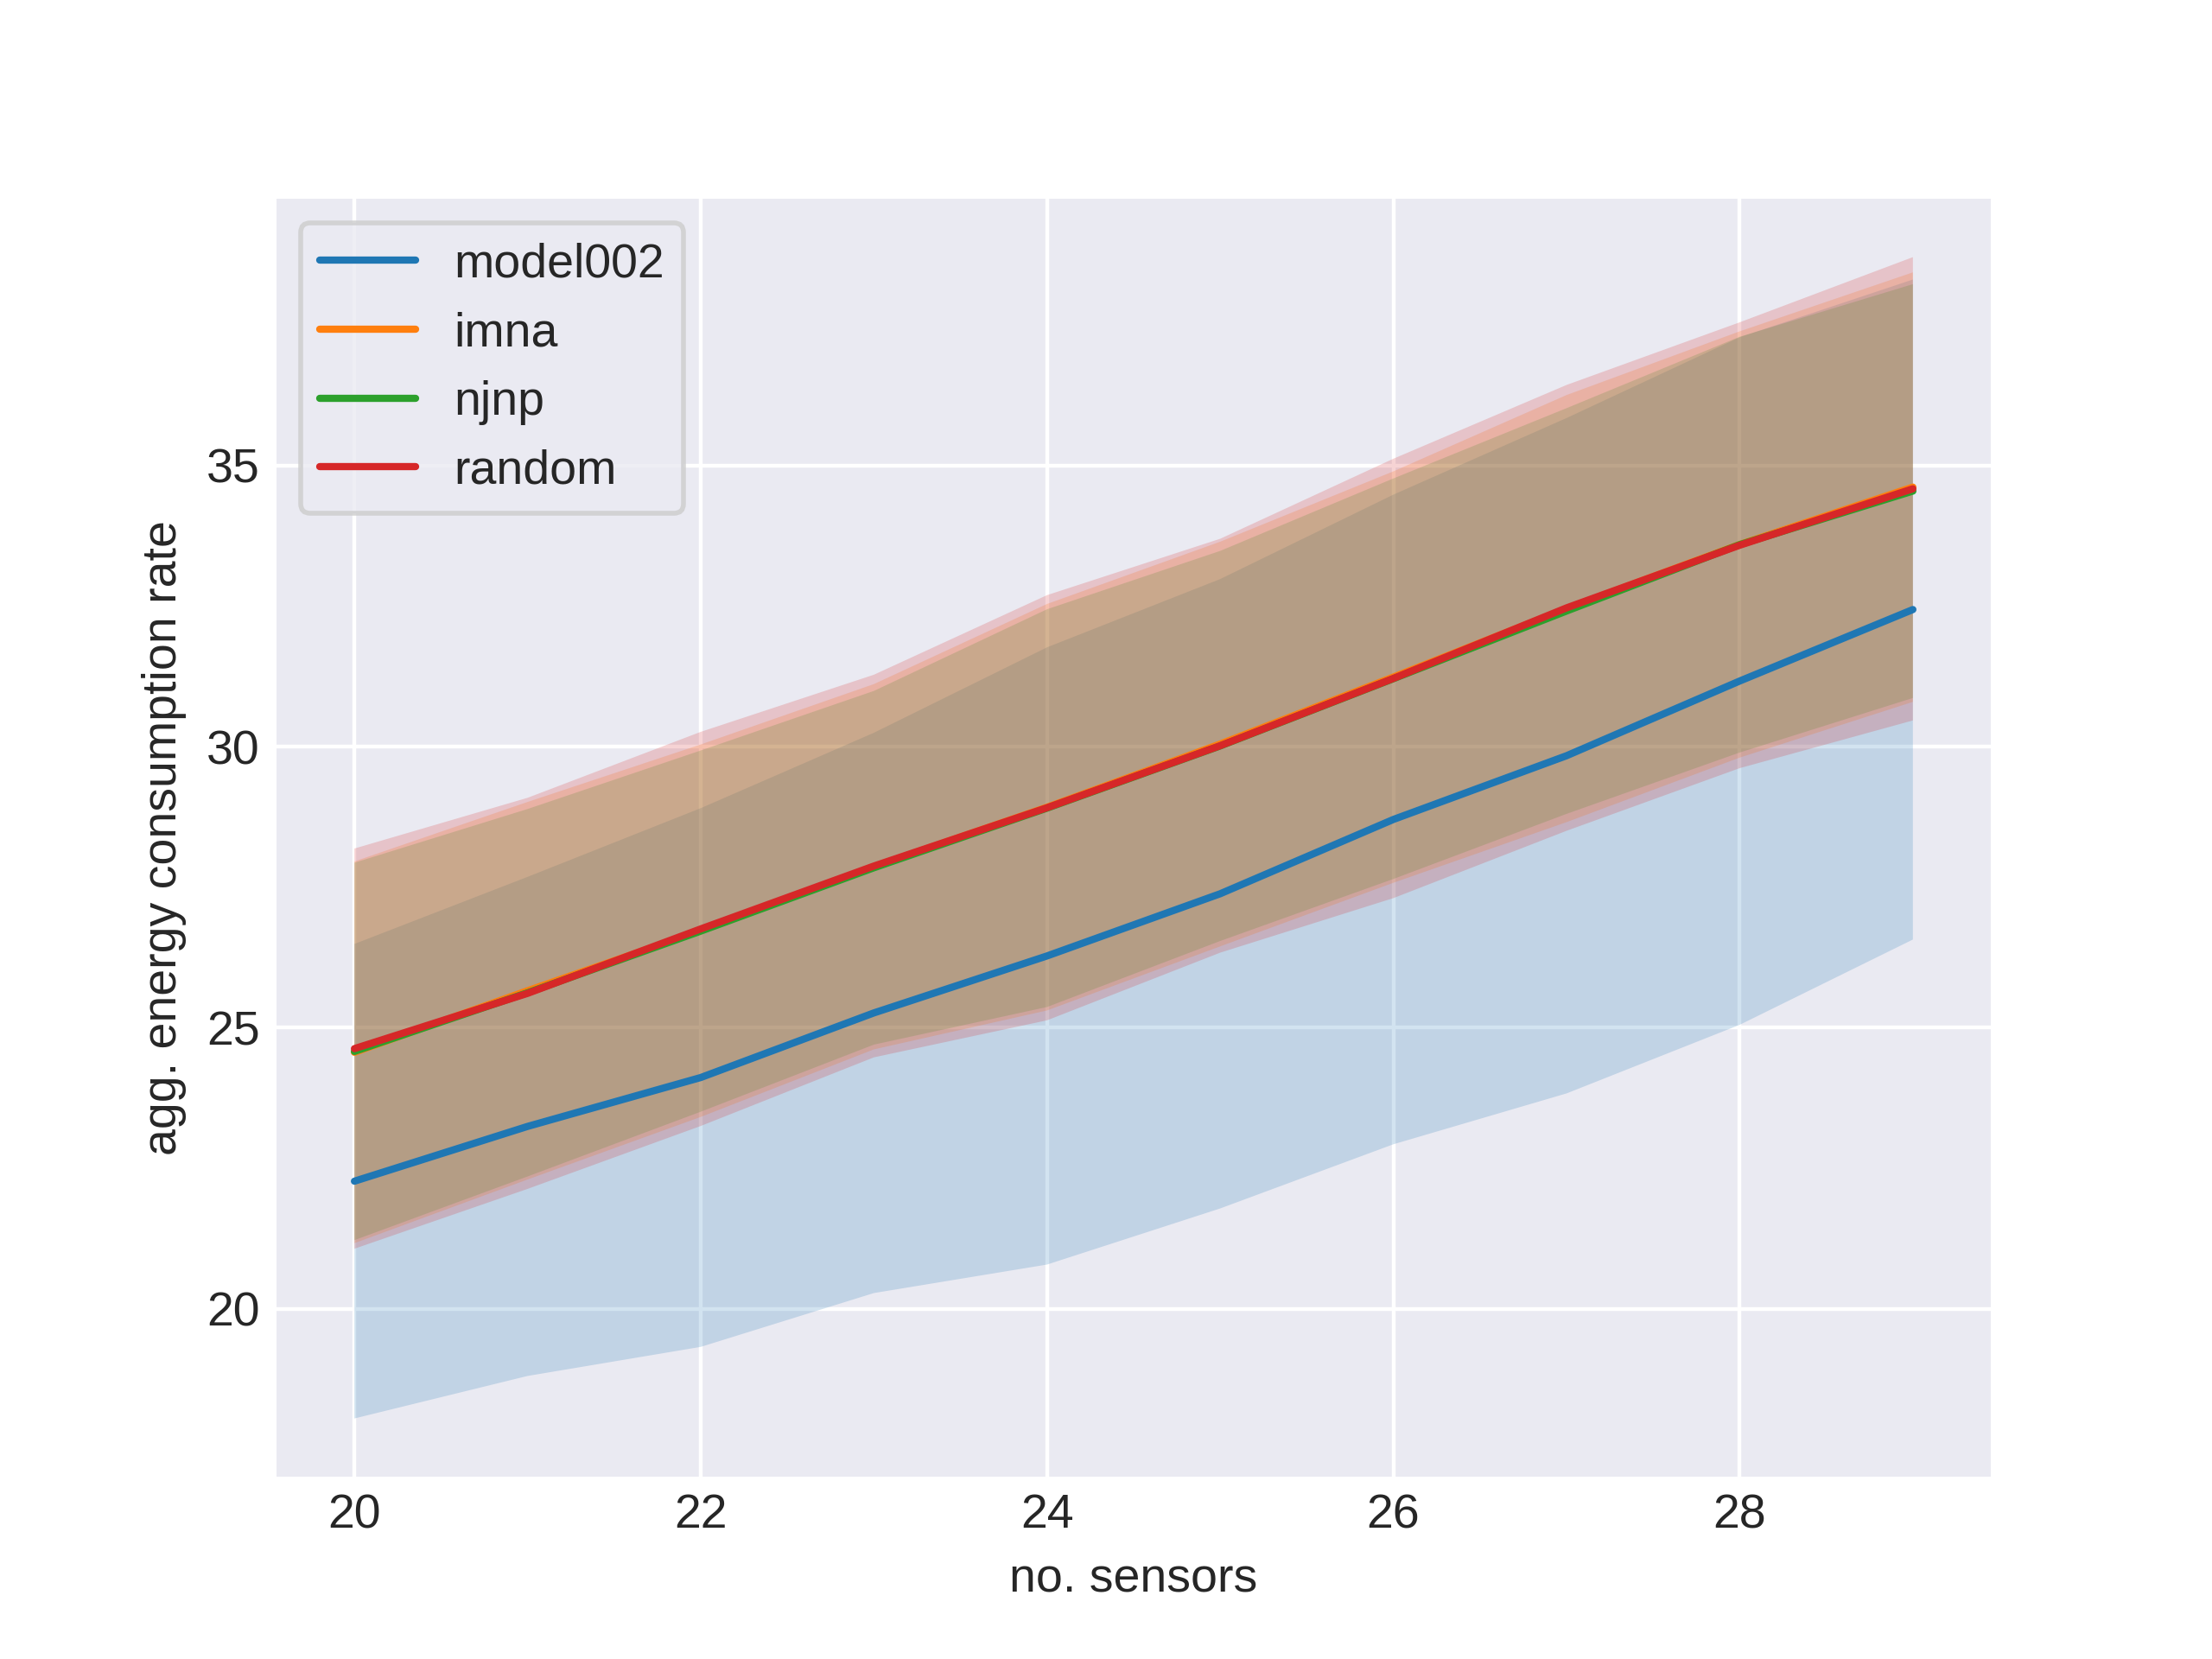 model002
imna
njnp
random
35
30
25
20
agg. energy consumption rate
20 22 24 26 28
no. sensors